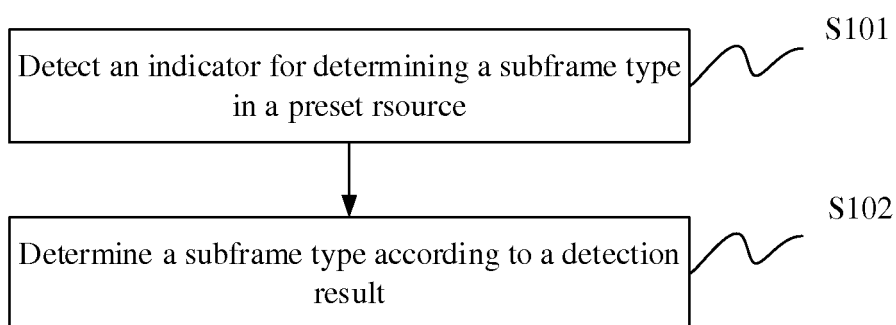 S101
Detect an indicator for determining a subframe type
in a preset rsource
S102
Determine a subframe type according to a detection
result